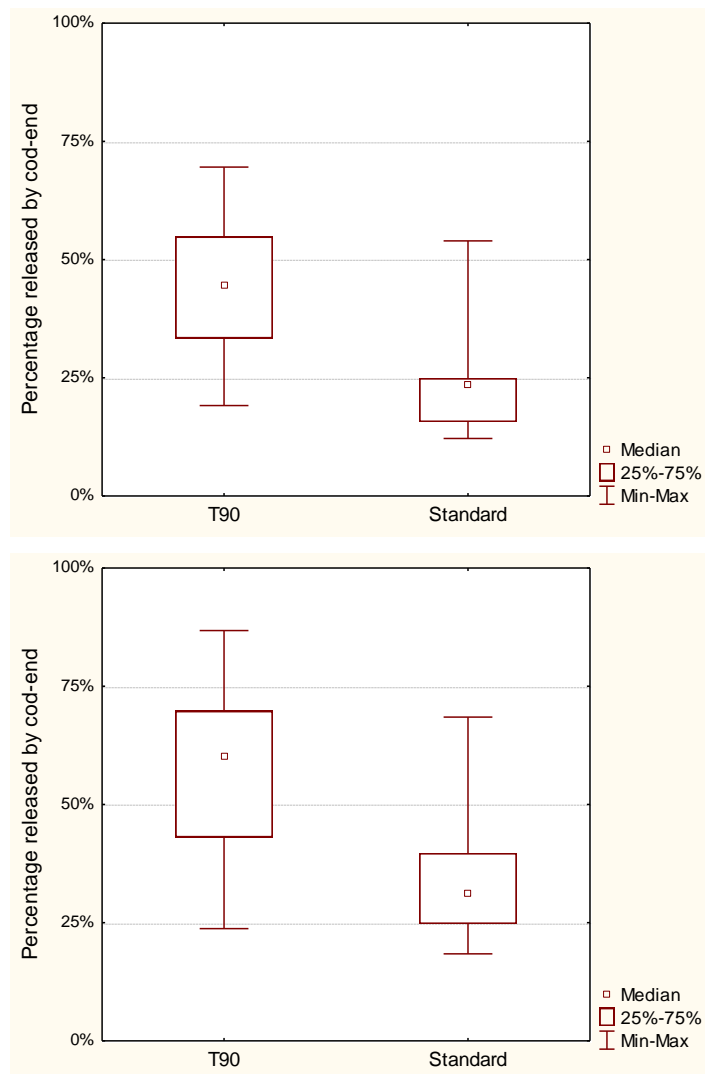 100%
75%
50%
25%
0%
Percentage released by cod-end
T90
Standard
Median
25%-75%
Min-Max
100%
75%
50%
25%
0%
Percentage released by cod-end
T90
Standard
Median
25%-75%
Min-Max